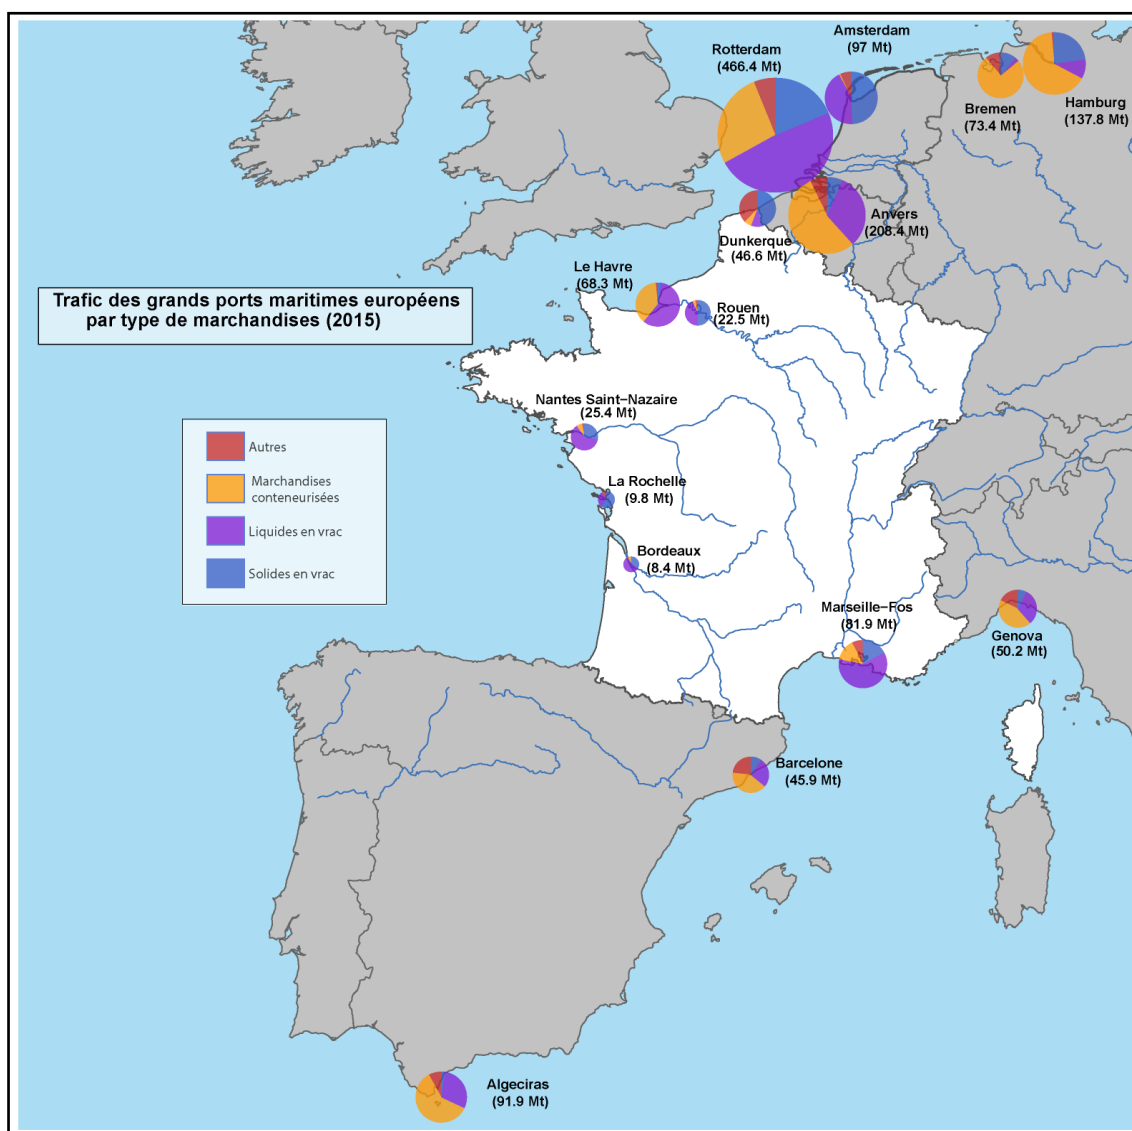 Amsterdam
(97 Mt)
Rotterdam
(466.4 Mt)
Bremen
(73.4 Mt)
Hamburg
(137.8 Mt)
Anvers
(208.4 Mt)
Dunkerque
(46.6 Mt)
Le Havre
(68.3 Mt)
Rouen
(22.5 Mt)
Trafic des grands ports maritimes européens
par type de marchandises (2015)
Nantes Saint-Nazaire
(25.4 Mt)
Autres
Marchandises
conteneurisées
Liquides en vrac
Solides en vrac
La Rochelle
(9.8 Mt)
Bordeaux
(8.4 Mt)
Marseille-Fos
(81.9 Mt)
Genova
(50.2 Mt)
Barcelone
(45.9 Mt)
Algeciras
(91.9 Mt)